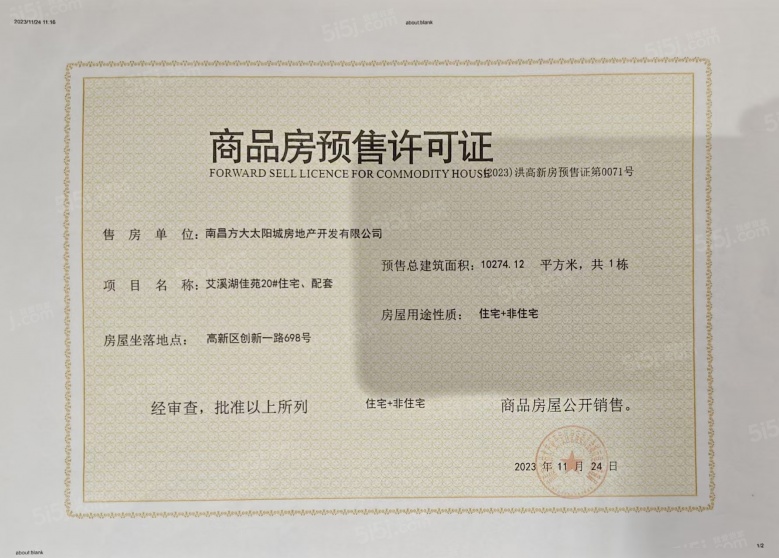 2023/11/24 11:16
about:blank
商品房预售许可证
FORWARD SELL LICENCE FOR COMMODITY HOUSE
(2023)洪高新房预售证第0071号
售房单位：南昌方大太阳城房地产开发有限公司
预售总建筑面积：10274.12 平方米，共 1 栋
项目名称：艾溪湖佳苑20#住宅、配套
房屋用途性质：住宅+非住宅
房屋坐落地点：高新区创新一路698号
经审查，批准以上所列 住宅+非住宅 商品房屋公开销售。
2023 年 11 月 24 日
about:blank
1/2